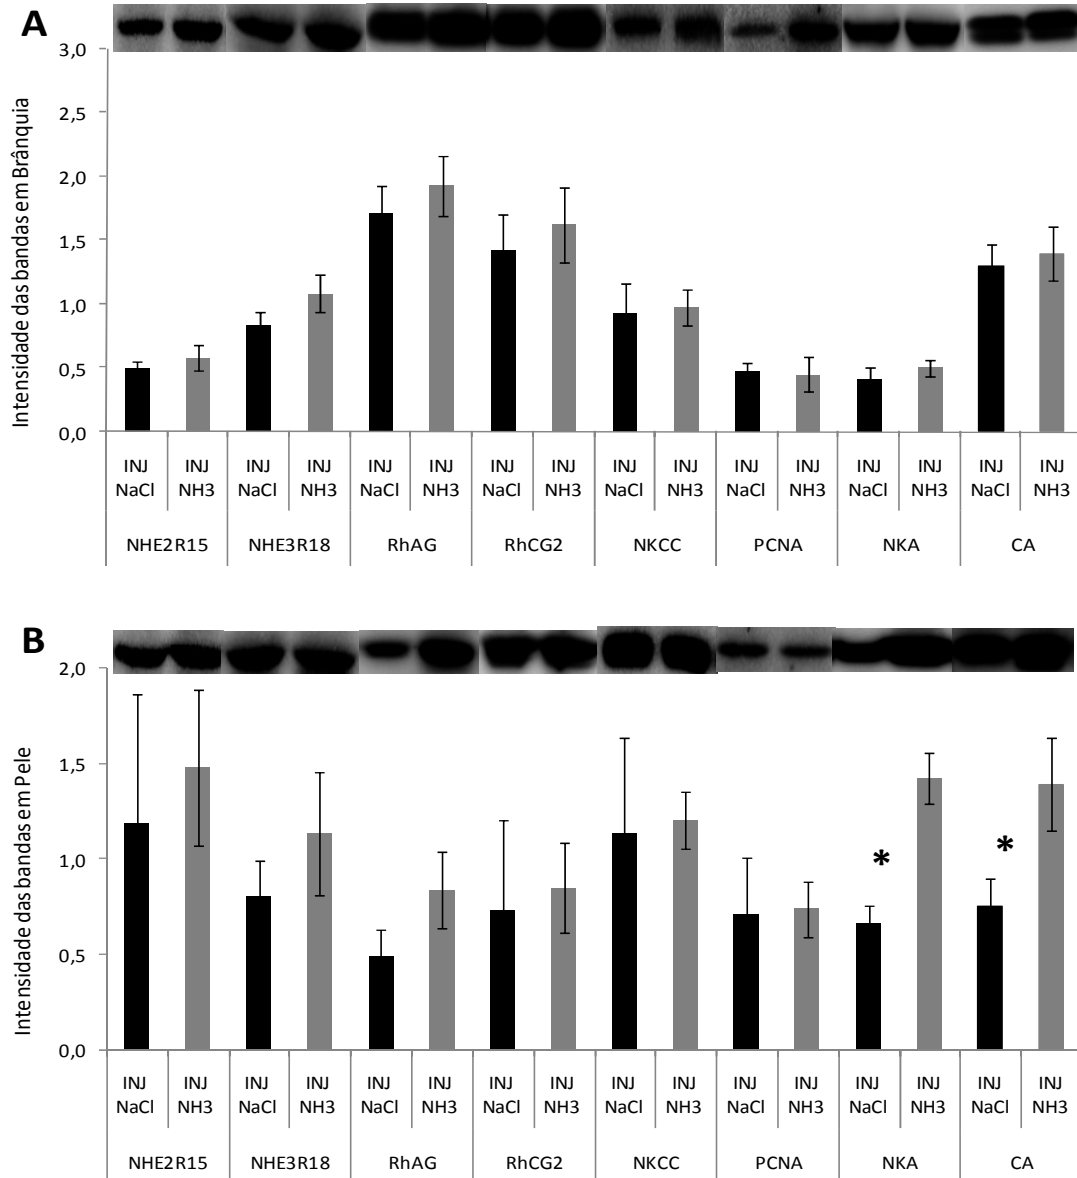 A
3,0
2,5
2,0
1,5
1,0
0,5
0,0
Intensidade das bandas em Brânquia
INJ INJ INJ INJ INJ INJ INJ INJ INJ INJ INJ INJ INJ INJ INJ INJ
NaCl NH3 NaCl NH3 NaCl NH3 NaCl NH3 NaCl NH3 NaCl NH3 NaCl NH3 NaCl NH3
NHE2R15 NHE3R18 RhAG RhCG2 NKCC PCNA NKA CA
B
2,0
1,5
1,0
0,5
0,0
Intensidade das bandas em Pele
* *
INJ INJ INJ INJ INJ INJ INJ INJ INJ INJ INJ INJ INJ INJ INJ INJ
NaCl NH3 NaCl NH3 NaCl NH3 NaCl NH3 NaCl NH3 NaCl NH3 NaCl NH3 NaCl NH3
NHE2R15 NHE3R18 RhAG RhCG2 NKCC PCNA NKA CA